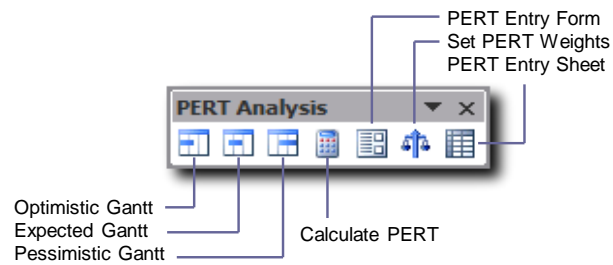 PERT Entry Form
Set PERT Weights
PERT Entry Sheet
PERT Analysis
Optimistic Gantt
Expected Gantt
Pessimistic Gantt
Calculate PERT